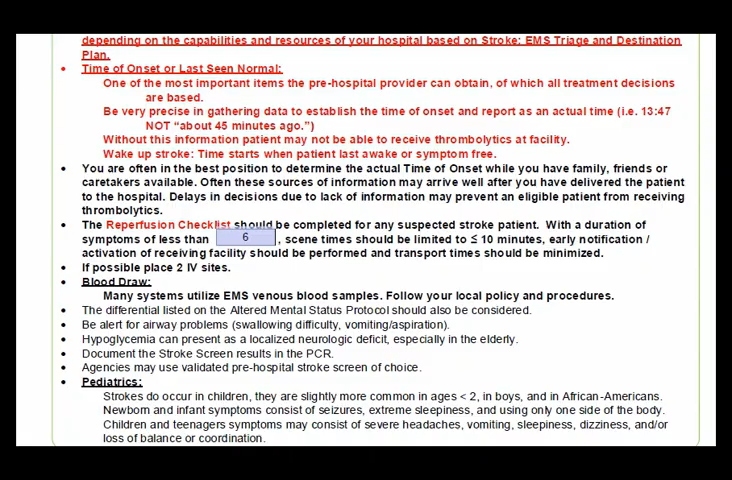 depending on the capabilities and resources of your hospital based on Stroke: EMS Triage and Destination
Plan.
Time of Onset or Last Seen Normal:
One of the most important items the pre-hospital provider can obtain, of which all treatment decisions
are based.
Be very precise in gathering data to establish the time of onset and report as an actual time (i.e. 13:47
NOT “about 45 minutes ago.”)
Without this information patient may not be able to receive thrombolytics at facility.
Wake up stroke: Time starts when patient last awake or symptom free.
You are often in the best position to determine the actual Time of Onset while you have family, friends or
caretakers available. Often these sources of information may arrive well after you have delivered the patient
to the hospital. Delays in decisions due to lack of information may prevent an eligible patient from receiving
thrombolytics.
The Reperfusion Checklist should be completed for any suspected stroke patient. With a duration of
symptoms of less than 6 , scene times should be limited to ≤ 10 minutes, early notification /
activation of receiving facility should be performed and transport times should be minimized.
If possible place 2 IV sites.
Blood Draw:
Many systems utilize EMS venous blood samples. Follow your local policy and procedures.
The differential listed on the Altered Mental Status Protocol should also be considered.
Be alert for airway problems (swallowing difficulty, vomiting/aspiration).
Hypoglycemia can present as a localized neurologic deficit, especially in the elderly.
Document the Stroke Screen results in the PCR.
Agencies may use validated pre-hospital stroke screen of choice.
Pediatrics:
Strokes do occur in children, they are slightly more common in ages < 2, in boys, and in African-Americans.
Newborn and infant symptoms consist of seizures, extreme sleepiness, and using only one side of the body.
Children and teenagers symptoms may consist of severe headaches, vomiting, sleepiness, dizziness, and/or
loss of balance or coordination.